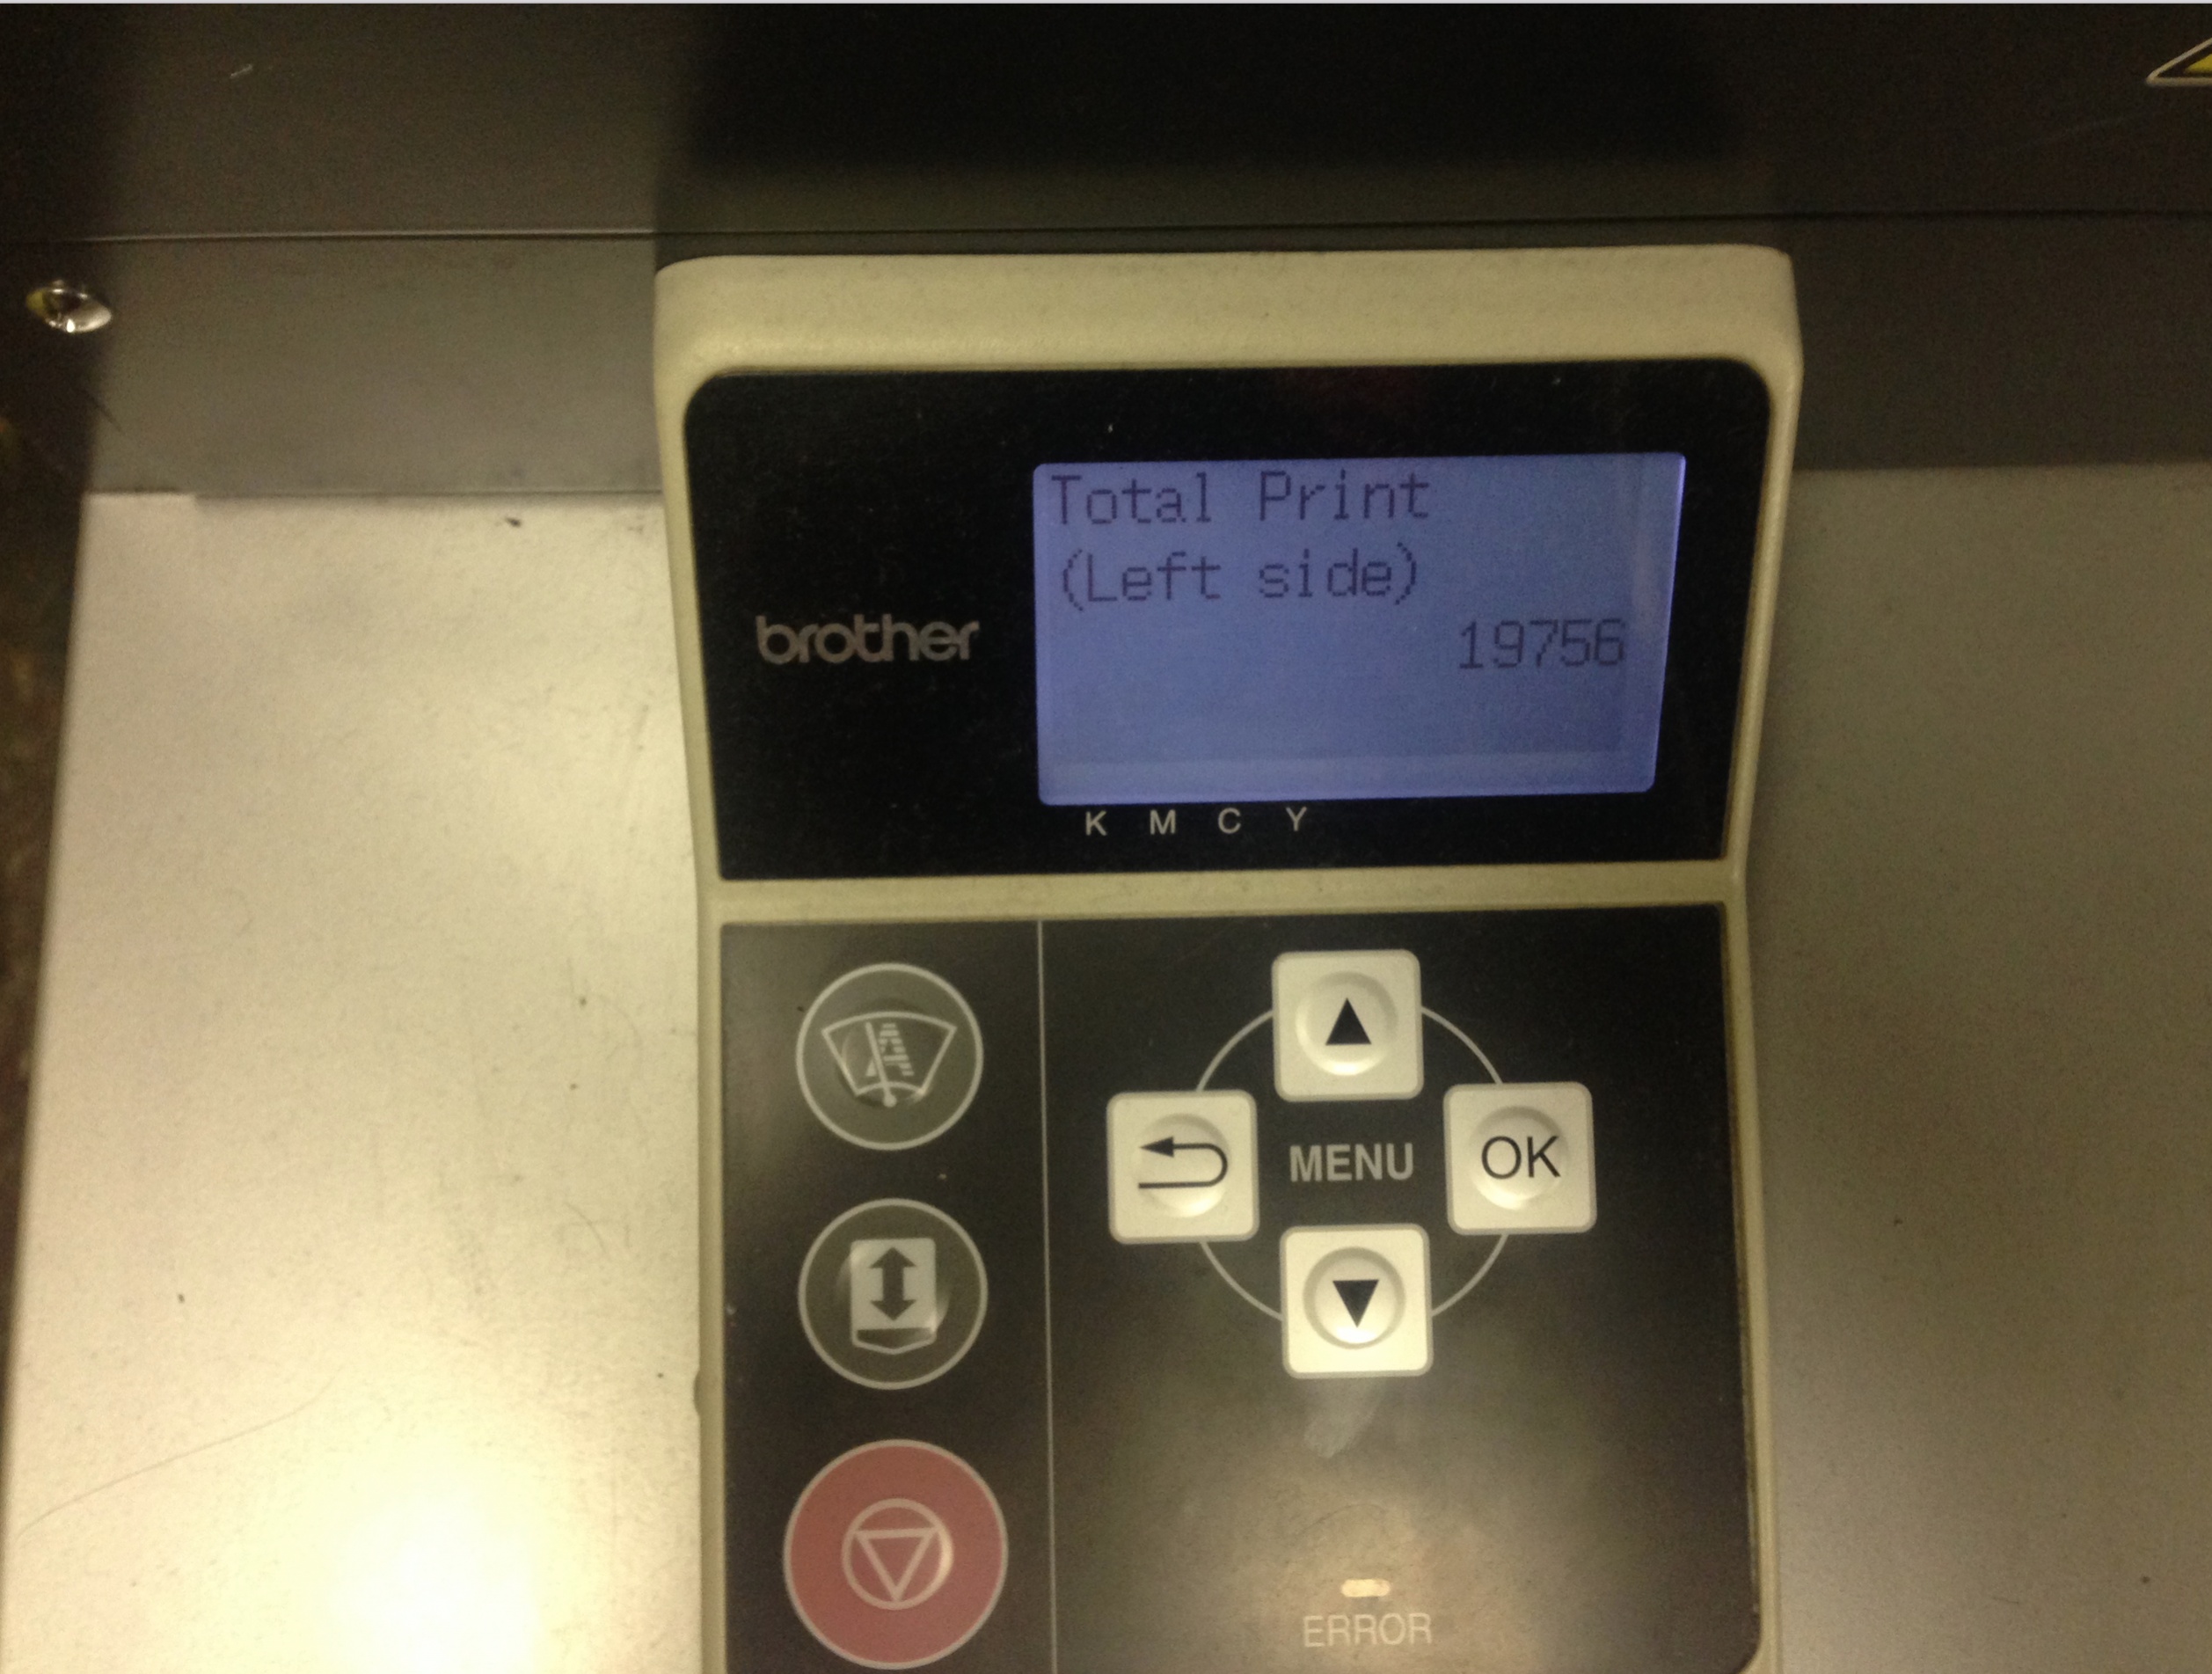 Total Print
(Left side)
19756
brother
K M C Y
MENU
OK
ERROR